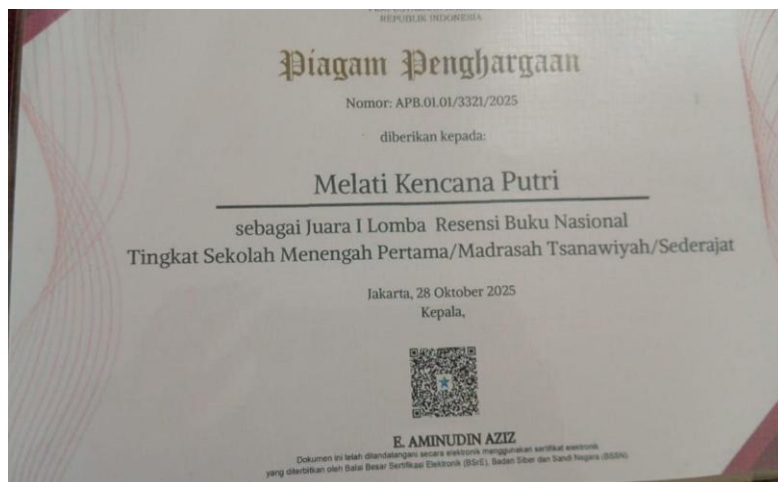 REPUBLIK INDONESIA
Piagam Penghargaan
Nomor: APB.01.01/3321/2025
diberikan kepada:
Melati Kencana Putri
sebagai Juara I Lomba Resensi Buku Nasional
Tingkat Sekolah Menengah Pertama/Madrasah Tsanawiyah/Sederajat
Jakarta, 28 Oktober 2025
Kepala,
E. AMINUDIN AZIZ
Dokumen ini telah ditandatangani secara elektronik menggunakan sertifikat elektronik
yang diterbitkan oleh Balai Besar Sertifikasi Elektronik (BSrE), Badan Siber dan Sandi Negara (BSSN)